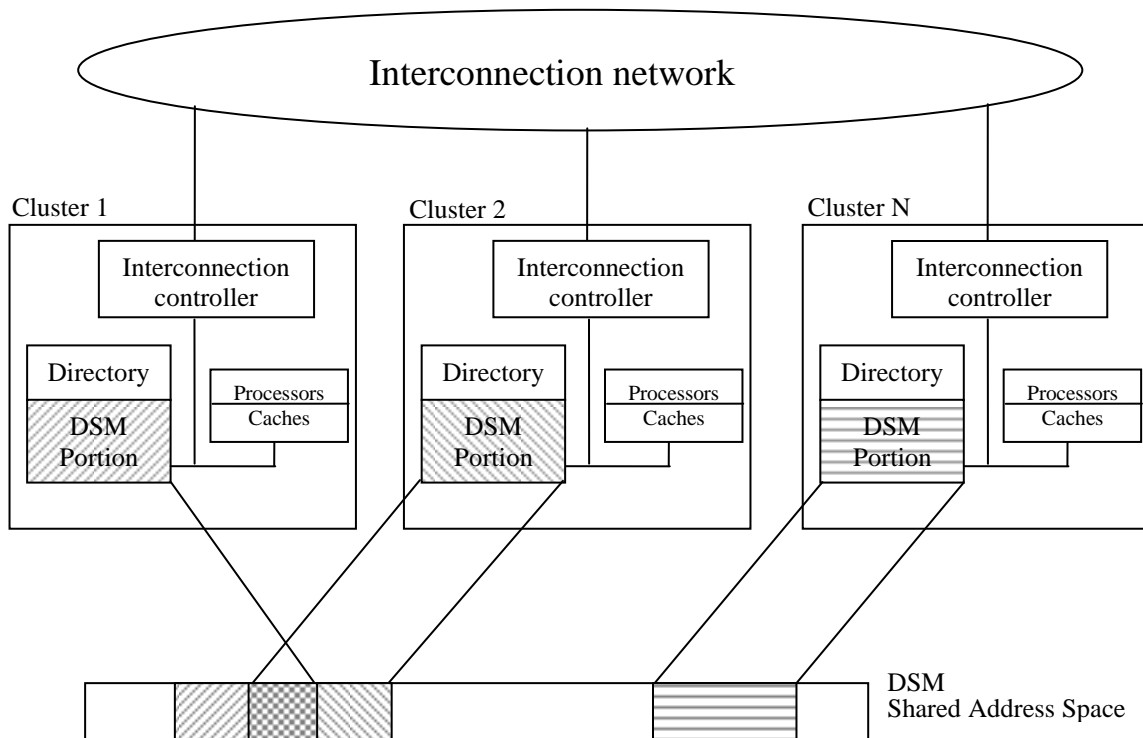 Interconnection network
Cluster 1
Cluster 2
Cluster N
Interconnection
controller
Interconnection
controller
Interconnection
controller
Directory
DSM
Portion
Processors
Caches
Directory
DSM
Portion
Processors
Caches
Directory
DSM
Portion
Processors
Caches
DSM
Shared Address Space